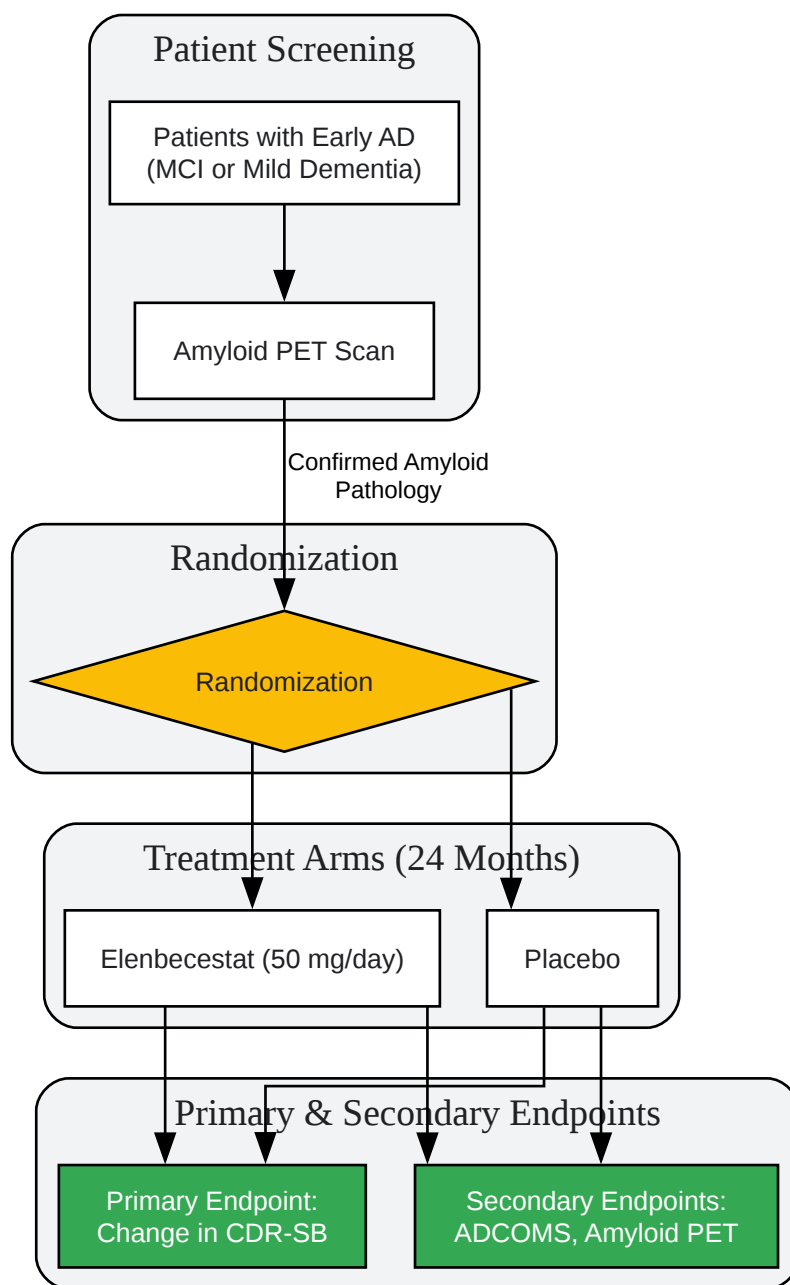 Patient Screening
Patients with Early AD
(MCI or Mild Dementia)
Amyloid PET Scan
Confirmed Amyloid
Pathology
Randomization
Randomization
Treatment Arms (24 Months)
Elenbecestat (50 mg/day)
Placebo
Primary & Secondary Endpoints
Primary Endpoint:
Change in CDR-SB
Secondary Endpoints:
ADCOMS, Amyloid PET